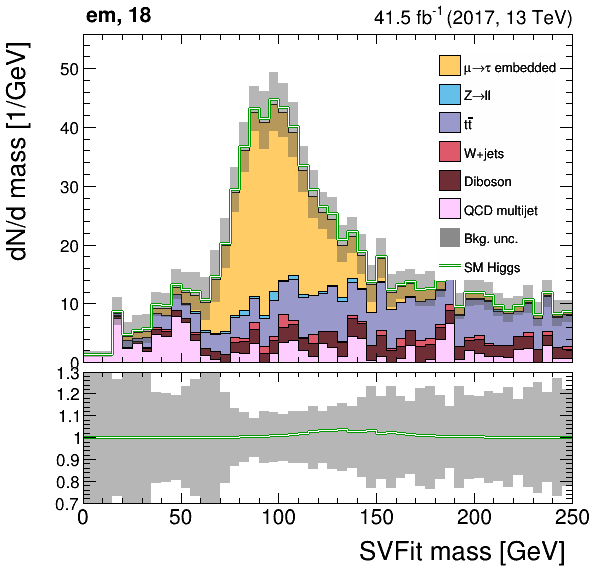 em, 18 41.5 fb⁻¹ (2017, 13 TeV)
dN/d mass [1/GeV]
50
40
30
20
10
0
μ→τ embedded
Z→ll
tt̄
W+jets
Diboson
QCD multijet
Bkg. unc.
SM Higgs
1.3
1.2
1.1
1
0.9
0.8
0.7
0 50 100 150 200 250
SVFit mass [GeV]